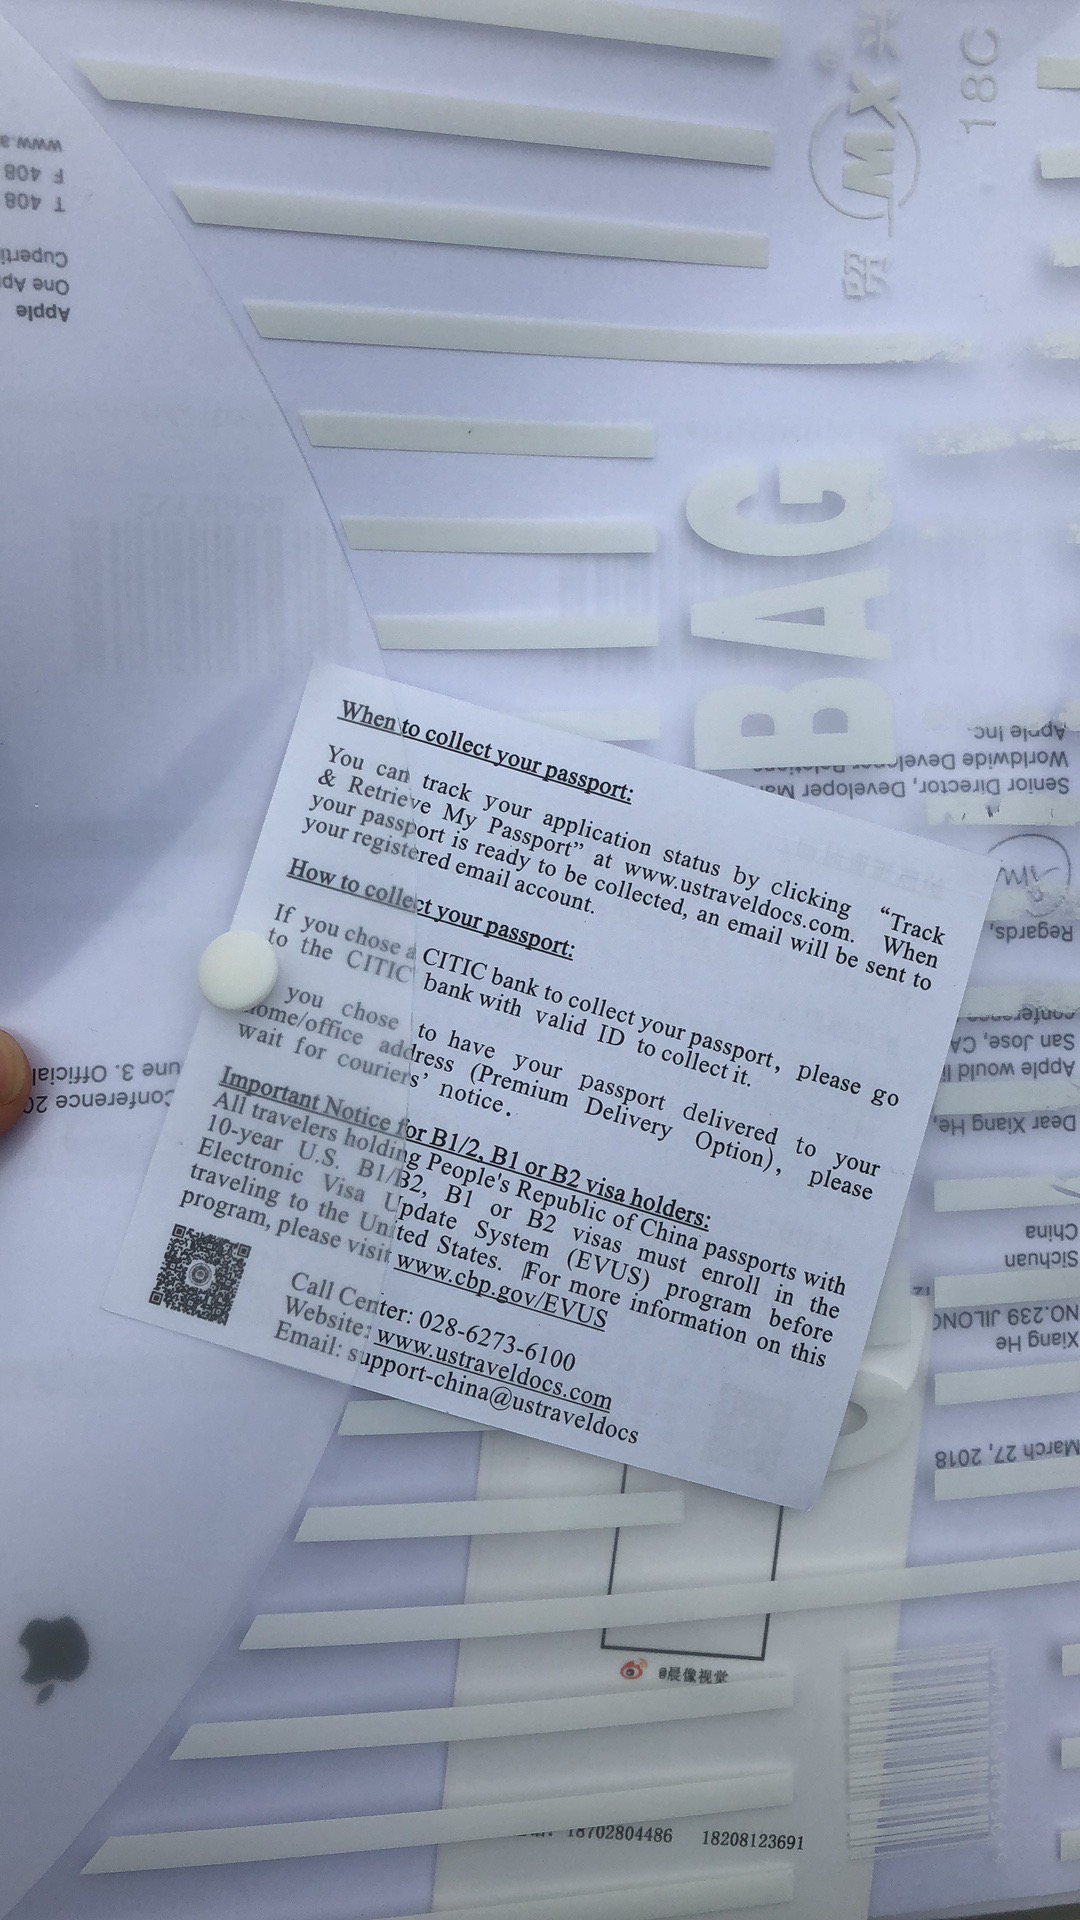 When to collect your passport:
You can track your application status by clicking “Track
& Retrieve My Passport” at www.ustraveldocs.com. When
your passport is ready to be collected, an email will be sent to
your registered email account.
How to collect your passport:
If you chose a CITIC bank to collect your passport, please go
to the CITIC bank with valid ID to collect it.
you chose to have your passport delivered to your
home/office address (Premium Delivery Option), please
wait for couriers’ notice.
Important Notice for B1/2, B1 or B2 visa holders:
All travelers holding People's Republic of China passports with
10-year U.S. B1/B2, B1 or B2 visas must enroll in the
Electronic Visa Update System (EVUS) program before
traveling to the United States. For more information on this
program, please visit www.cbp.gov/EVUS
Call Center: 028-6273-6100
Website: www.ustraveldocs.com
Email: support-china@ustraveldocs
BAG
MX
18C
Apple
One Ap
Cuperti
T 408
F 408
www.a
March 27, 2018
Xiang He
NO.239 JILONG
Sichuan
China
Dear Xiang He,
Apple would
San Jose, CA
conference
Regards,
Senior Director, Developer
Worldwide Developer Relations
Apple Inc.
Conference 20
une 3. Official
@晨像视觉
18702804486 18208123691